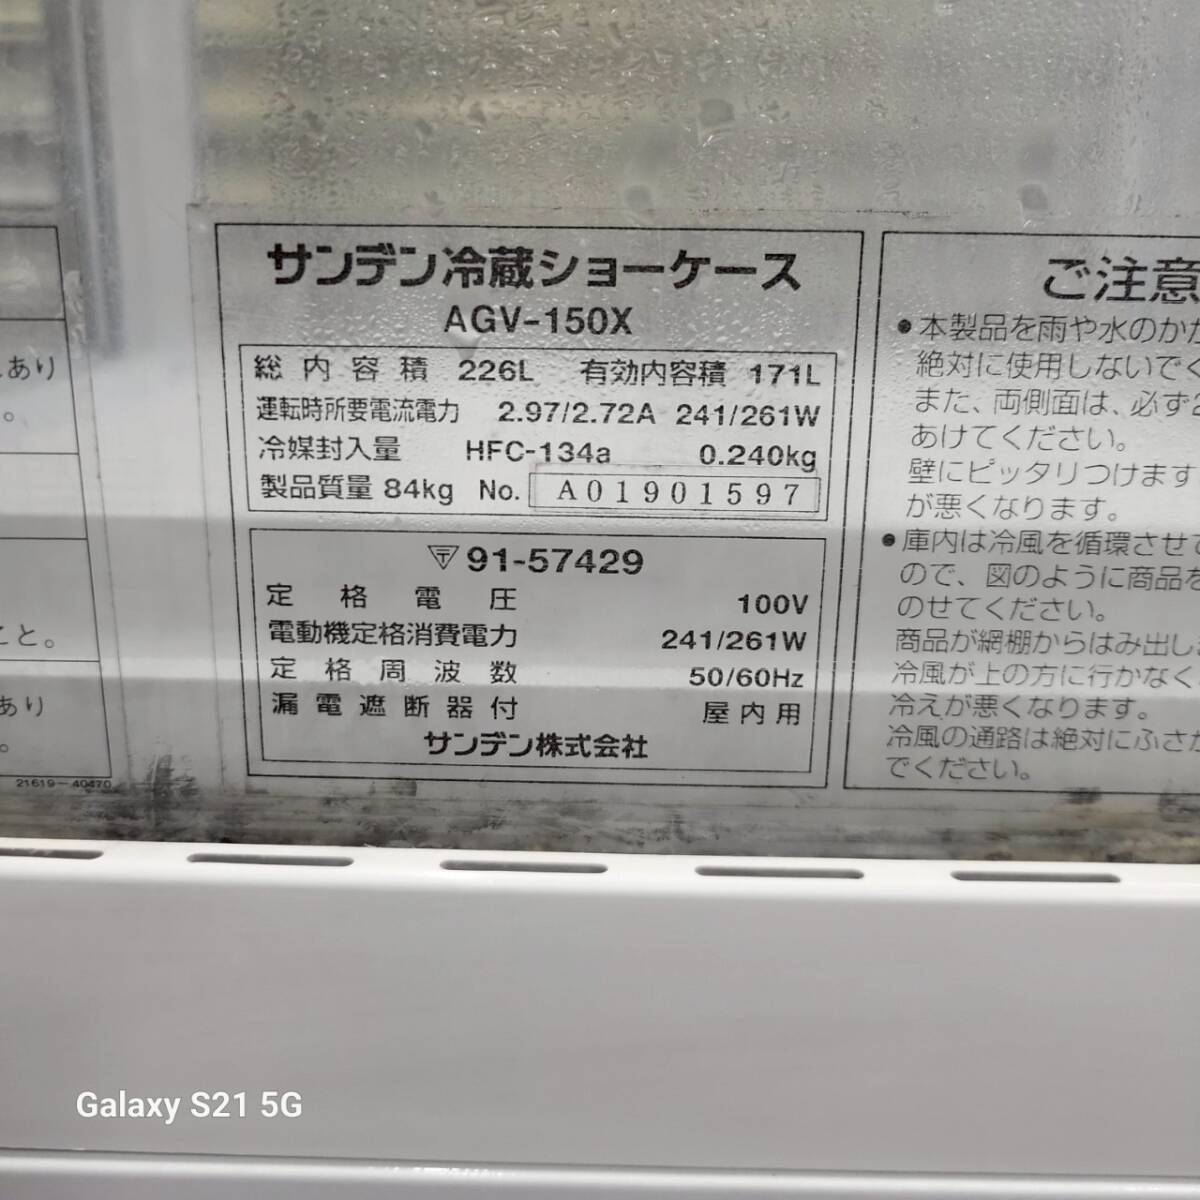 サンデン冷蔵ショーケース
AGV-150X
総内容積 226L 有効内容積 171L
運転時所要電流電力 2.97/2.72A 241/261W
冷媒封入量 HFC-134a 0.240kg
製品質量 84kg No. A01901597
〒91-57429
定格電圧 100V
電動機定格消費電力 241/261W
定格周波数 50/60Hz
漏電遮断器付 屋内用
サンデン株式会社
ご注意
●本製品を雨や水のかか
絶対に使用しないでく
また、両側面は、必ず2
あけてください。
壁にピッタリつけます
が悪くなります。
●庫内は冷風を循環させて
ので、図のように商品を
のせてください。
商品が網棚からはみ出し
冷風が上の方に行かなく
冷えが悪くなります。
冷風の通路は絶対にふさが
でください。
あり
。
こと。
あり
。
21619-40470
Galaxy S21 5G